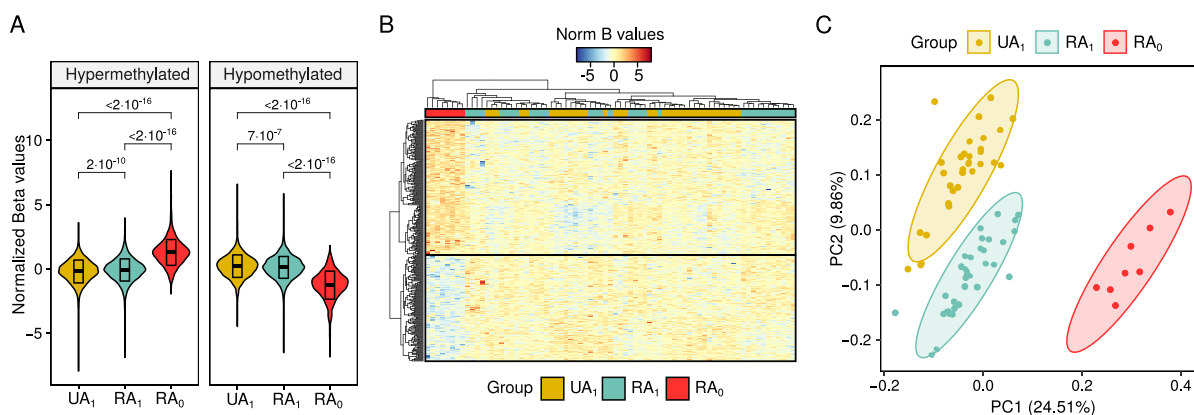 A
Hypermethylated
Hypomethylated
<2·10⁻¹⁶
<2·10⁻¹⁶
2·10⁻¹⁰
<2·10⁻¹⁶
7·10⁻⁷
<2·10⁻¹⁶
Normalized Beta values
10
5
0
−5
UA₁ RA₁ RA₀
UA₁ RA₁ RA₀
B
Norm B values
−5 0 5
Group UA₁ RA₁ RA₀
C
Group UA₁ RA₁ RA₀
PC2 (9.86%)
0.2
0.1
0.0
−0.1
−0.2
−0.2 0.0 0.2 0.4
PC1 (24.51%)